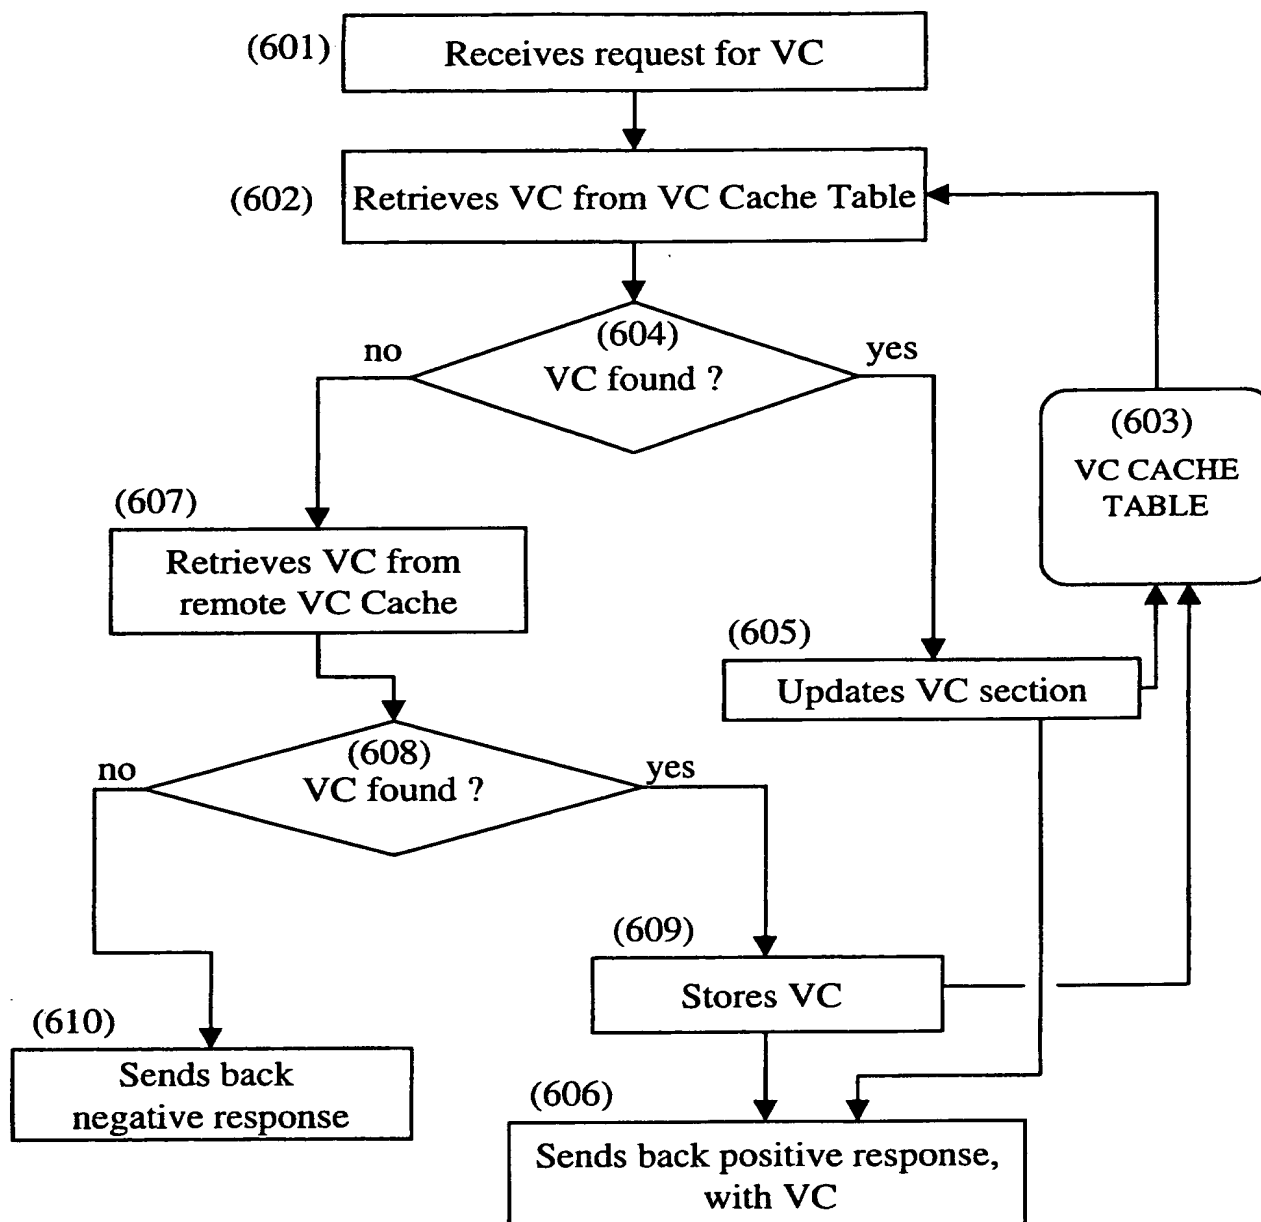 (601)
Receives request for VC
(602)
Retrieves VC from VC Cache Table
(604)
no
yes
VC found ?
(603)
VC CACHE
TABLE
(607)
Retrieves VC from
remote VC Cache
(605)
Updates VC section
(608)
no
yes
VC found ?
(609)
Stores VC
(610)
Sends back
negative response
(606)
Sends back positive response,
with VC